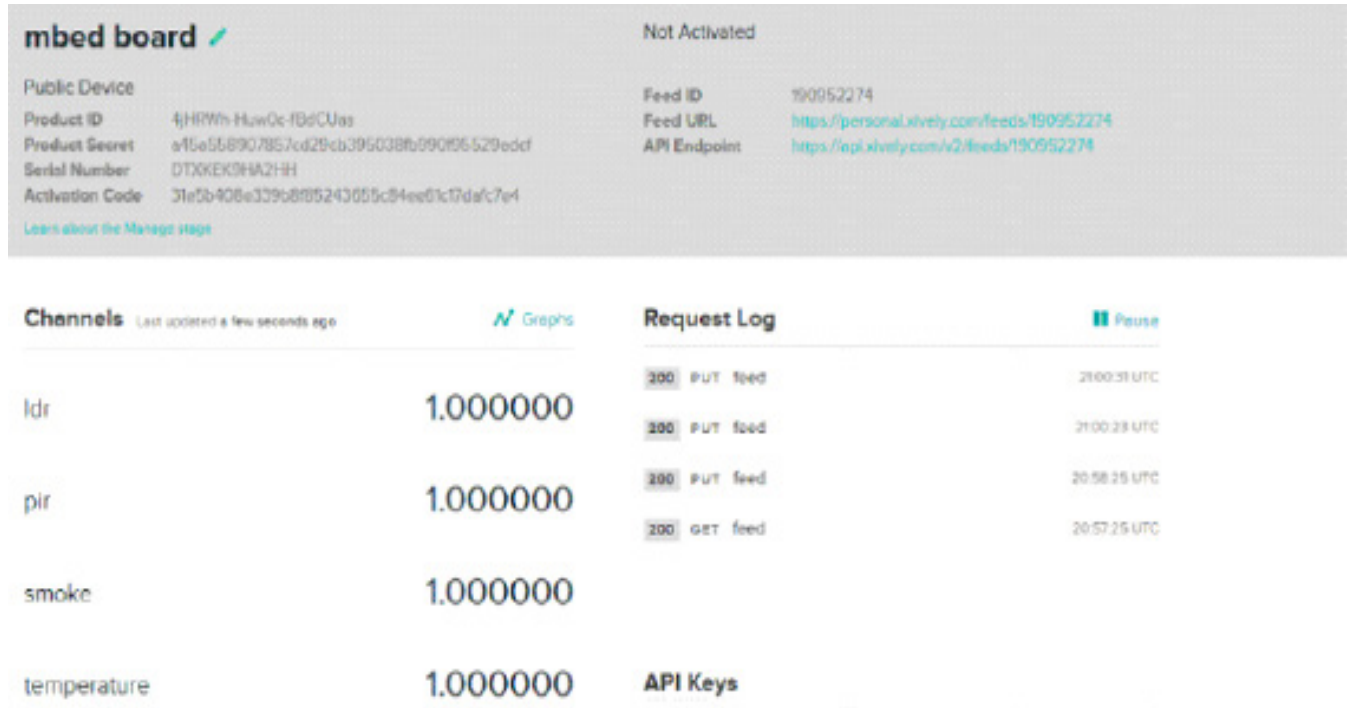 mbed board
Not Activated
Public Device
Product ID
Product Secret
Serial Number DTXKEK9HA2HH
Activation Code
Learn about the Manage stage
Feed ID 190952274
Feed URL https://personal.xively.com/feeds/190952274
API Endpoint https://api.xively.com/v2/feeds/190952274
Channels Last updated a few seconds ago
Graphs
ldr 1.000000
pir 1.000000
smoke 1.000000
temperature 1.000000
Request Log
Pause
200 PUT feed 21:00:31 UTC
200 PUT feed 21:00:23 UTC
200 PUT feed 20:58:25 UTC
200 GET feed 20:57:25 UTC
API Keys